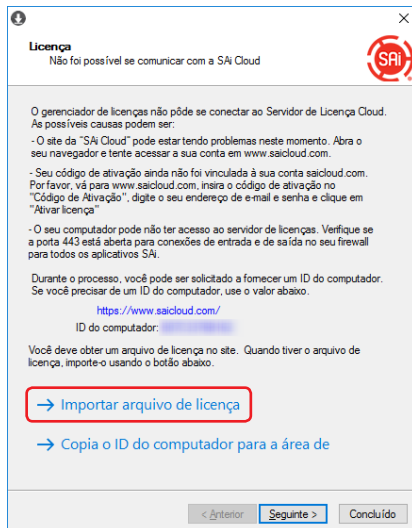 Licença
Não foi possível se comunicar com a SAi Cloud
SAi
O gerenciador de licenças não pôde se conectar ao Servidor de Licença Cloud.
As possíveis causas podem ser:
- O site da "SAi Cloud" pode estar tendo problemas neste momento. Abra o
seu navegador e tente acessar a sua conta em www.saicloud.com.
- Seu código de ativação ainda não foi vinculada à sua conta saicloud.com.
Por favor, vá para www.saicloud.com, insira o código de ativação no
"Código de Ativação", digite o seu endereço de e-mail e senha e clique em
"Ativar licença"
- O seu computador pode não ter acesso ao servidor de licenças. Verifique se
a porta 443 está aberta para conexões de entrada e de saída no seu firewall
para todos os aplicativos SAi.
Durante o processo, você pode ser solicitado a fornecer um ID do computador.
Se você precisar de um ID do computador, use o valor abaixo.
https://www.saicloud.com/
ID do computador:
Você deve obter um arquivo de licença no site. Quando tiver o arquivo de
licença, importe-o usando o botão abaixo.
→ Importar arquivo de licença
→ Copia o ID do computador para a área de
< Anterior Seguinte > Concluído